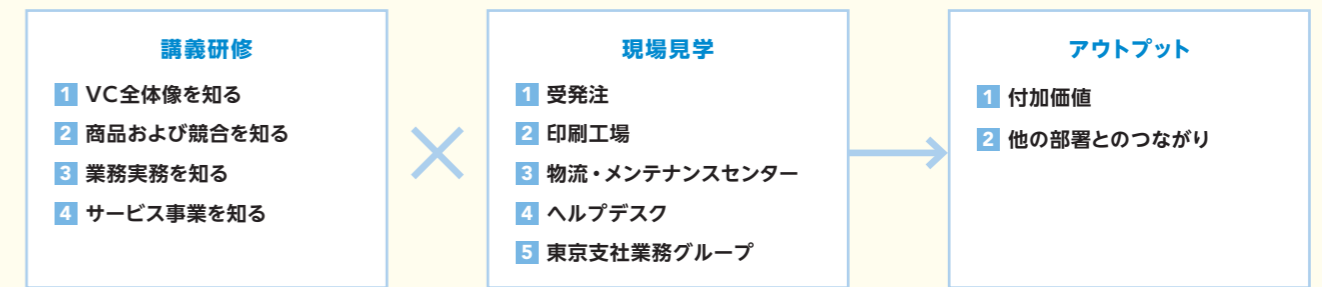 講義研修
1 VC全体像を知る
2 商品および競合を知る
3 業務実務を知る
4 サービス事業を知る
現場見学
1 受発注
2 印刷工場
3 物流・メンテナンスセンター
4 ヘルプデスク
5 東京支社業務グループ
アウトプット
1 付加価値
2 他の部署とのつながり